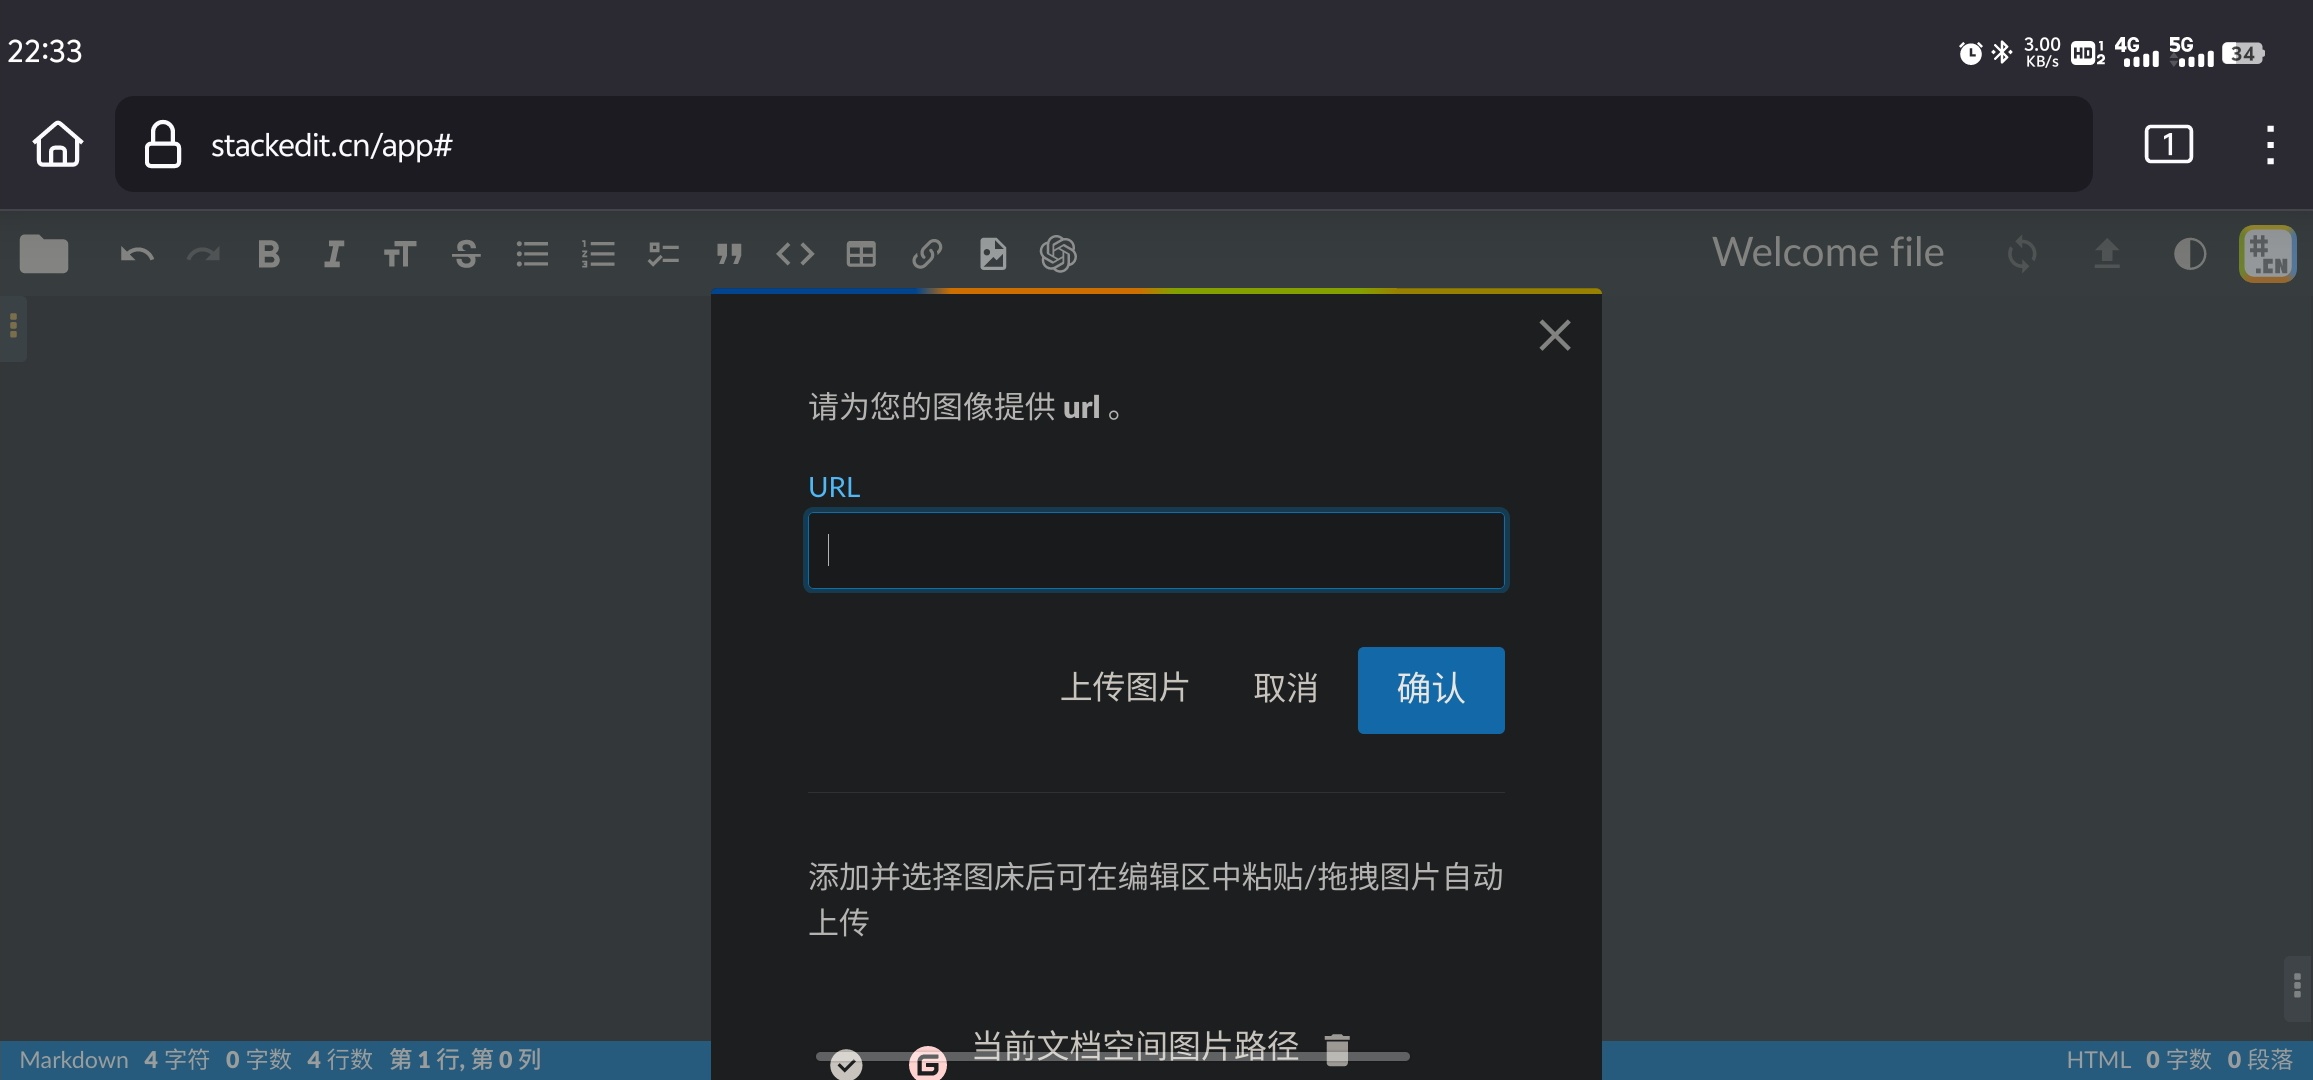 22:33
3.00
KB/s
HD 1 2
4G
5G
34
stackedit.cn/app#
1
Welcome file
#
.CN
请为您的图像提供 url 。
URL
上传图片
取消
确认
添加并选择图床后可在编辑区中粘贴/拖拽图片自动
上传
当前文档空间图片路径
Markdown 4 字符 0 字数 4 行数 第 1 行, 第 0 列
HTML 0 字数 0 段落